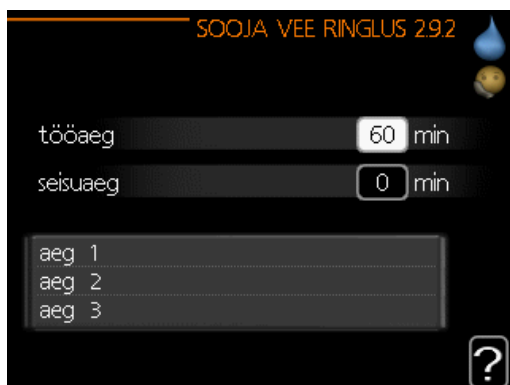 SOOJA VEE RINGLUS 2.9.2
tööaeg 60 min
seisuaeg 0 min
aeg 1
aeg 2
aeg 3
?